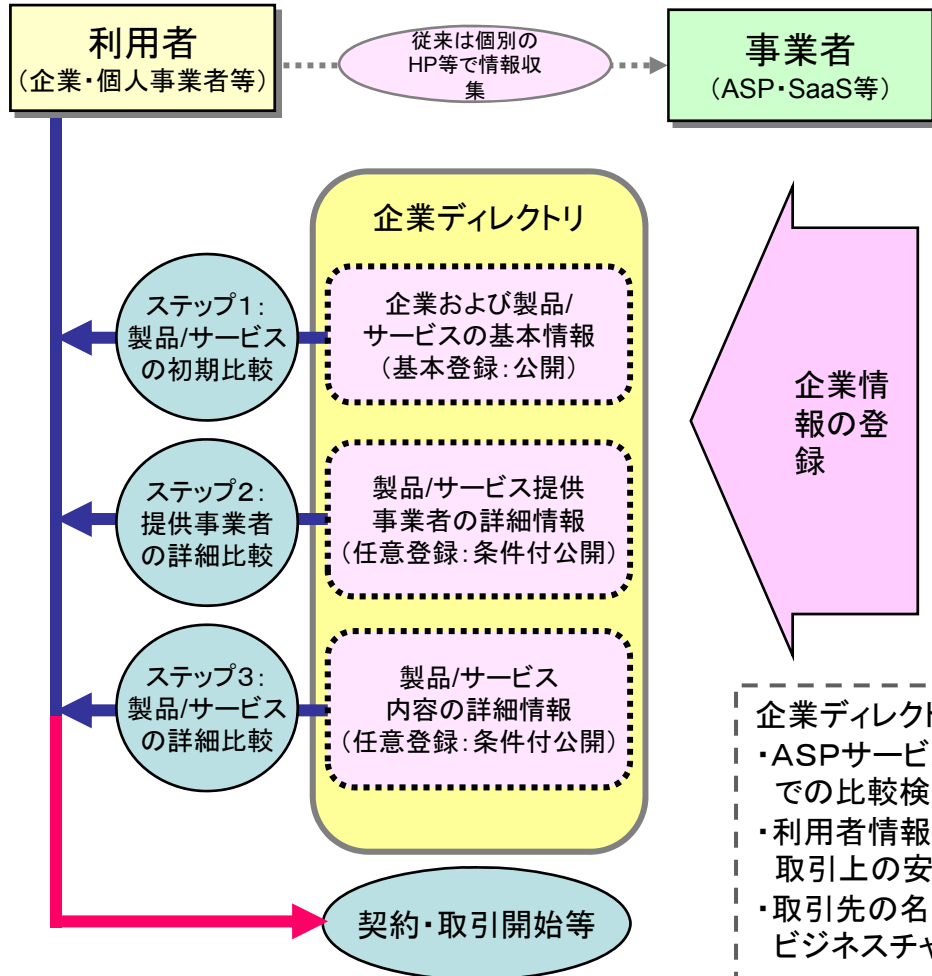 利用者
(企業・個人事業者等)
従来は個別の
HP等で情報収
集
事業者
(ASP・SaaS等)
企業ディレクトリ
ステップ1:
製品/サービス
の初期比較
企業および製品/
サービスの基本情報
(基本登録:公開)
企業情
報の登
録
ステップ2:
提供事業者
の詳細比較
製品/サービス提供
事業者の詳細情報
(任意登録:条件付公開)
ステップ3:
製品/サービス
の詳細比較
製品/サービス
内容の詳細情報
(任意登録:条件付公開)
契約・取引開始等
企業ディレク
・ASPサービ
での比較検
・利用者情報
取引上の安
・取引先の名
ビジネスチャ